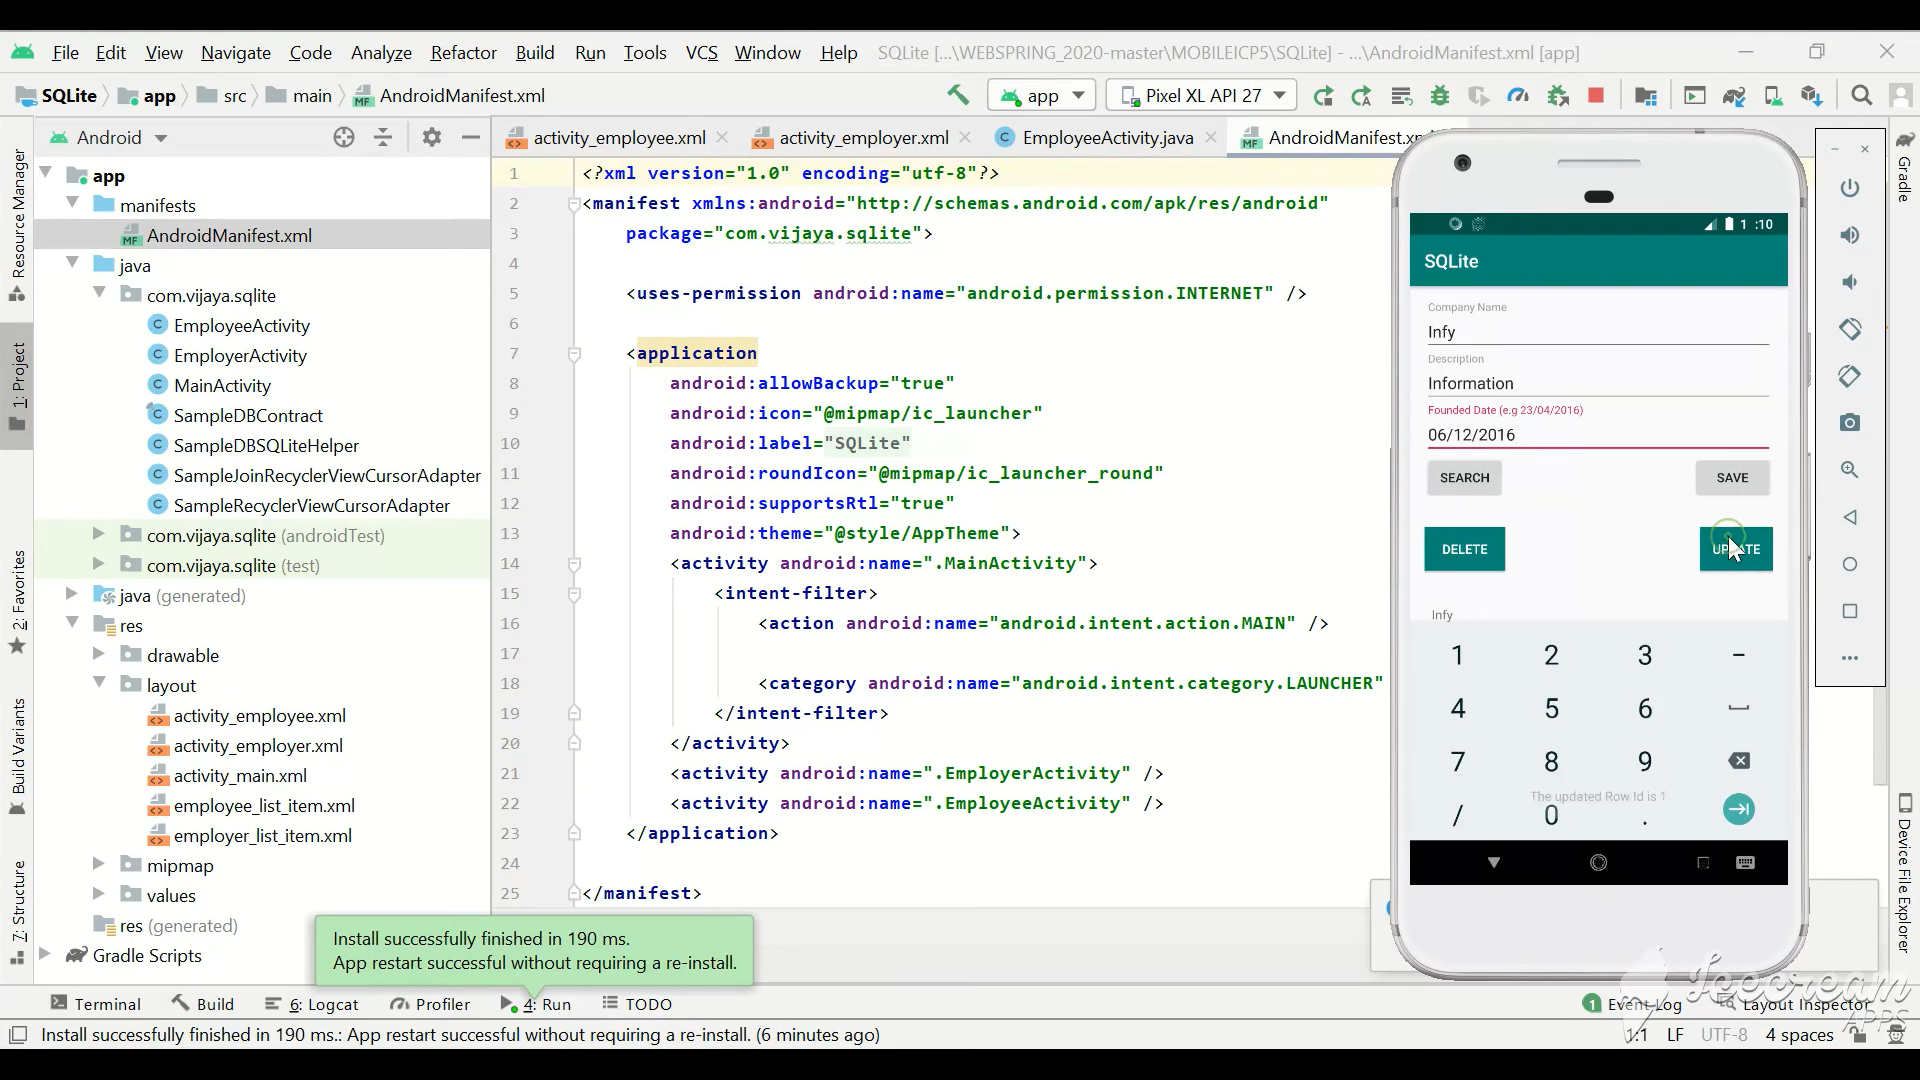 File Edit View Navigate Code Analyze Refactor Build Run Tools VCS Window Help SQLite [...\WEBSPRING_2020-master\MOBILEICP5\SQLite] - ...\AndroidManifest.xml [app]
SQLite app src main AndroidManifest.xml app Pixel XL API 27
Android
activity_employee.xml activity_employer.xml EmployeeActivity.java
Resource Manager
1: Project
2: Favorites
Build Variants
7: Structure
app
manifests
AndroidManifest.xml
java
com.vijaya.sqlite
EmployeeActivity
EmployerActivity
MainActivity
SampleDBContract
SampleDBSQLiteHelper
SampleJoinRecyclerViewCursorAdapter
SampleRecyclerViewCursorAdapter
com.vijaya.sqlite (androidTest)
com.vijaya.sqlite (test)
java (generated)
res
drawable
layout
activity_employee.xml
activity_employer.xml
activity_main.xml
employee_list_item.xml
employer_list_item.xml
mipmap
values
res (generated)
Gradle Scripts
1 <?xml version="1.0" encoding="utf-8"?>
2 <manifest xmlns:android="http://schemas.android.com/apk/res/android"
3 package="com.vijaya.sqlite">
4
5 <uses-permission android:name="android.permission.INTERNET" />
6
7 <application
8 android:allowBackup="true"
9 android:icon="@mipmap/ic_launcher"
10 android:label="SQLite"
11 android:roundIcon="@mipmap/ic_launcher_round"
12 android:supportsRtl="true"
13 android:theme="@style/AppTheme">
14 <activity android:name=".MainActivity">
15 <intent-filter>
16 <action android:name="android.intent.action.MAIN" />
17
18 <category android:name="android.intent.category.LAUNCHER"
19 </intent-filter>
20 </activity>
21 <activity android:name=".EmployerActivity" />
22 <activity android:name=".EmployeeActivity" />
23 </application>
24
25 </manifest>
1:10
SQLite
Company Name
Infy
Description
Information
Founded Date (e.g 23/04/2016)
06/12/2016
SEARCH SAVE
DELETE UPDATE
Infy
1 2 3 -
4 5 6
7 8 9
The updated Row Id is 1
/ 0 .
Gradle
Device File Explorer
Install successfully finished in 190 ms.
App restart successful without requiring a re-install.
Terminal Build 6: Logcat Profiler 4: Run TODO 1 Event Log Layout Inspector
Install successfully finished in 190 ms.: App restart successful without requiring a re-install. (6 minutes ago) 1:1 LF UTF-8 4 spaces
Icecream
APPS